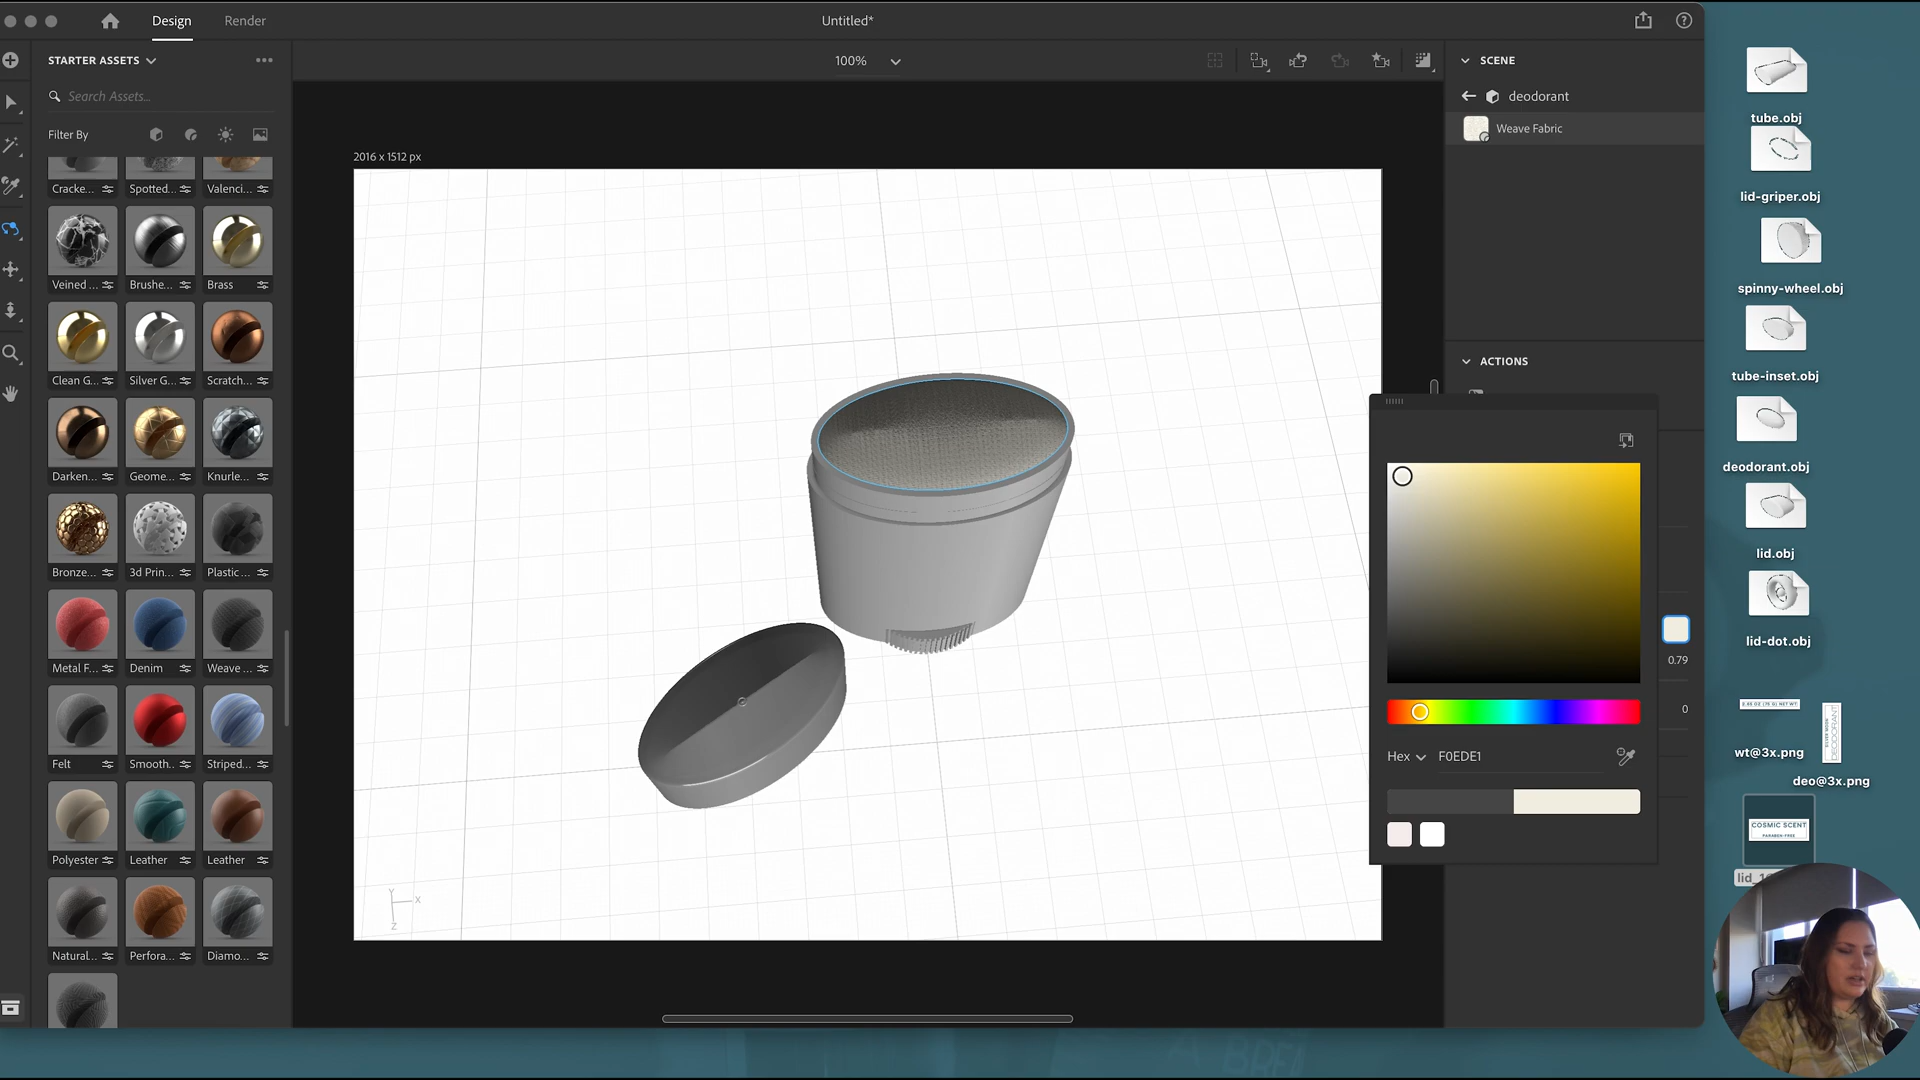 Design
Render
Untitled*
STARTER ASSETS
100%
SCENE
Search Assets...
deodorant
Filter By
Weave Fabric
2016 x 1512 px
Cracke...
Spotted...
Valenci...
Veined ...
Brushe...
Brass
Clean G...
Silver G...
Scratch...
ACTIONS
Darken...
Geome...
Knurle...
Bronze...
3d Prin...
Plastic ...
Metal F...
Denim
Weave ...
0.79
0
Felt
Smooth..
Striped..
Hex
F0EDE1
Polyester
Leather
Leather
Natural...
Perfora...
Diamo...
Y
X
Z
tube.obj
lid-griper.obj
spinny-wheel.obj
tube-inset.obj
deodorant.obj
lid.obj
lid-dot.obj
wt@3x.png
DEODORANT
deo@3x.png
COSMIC SCENT
PARABEN-FREE